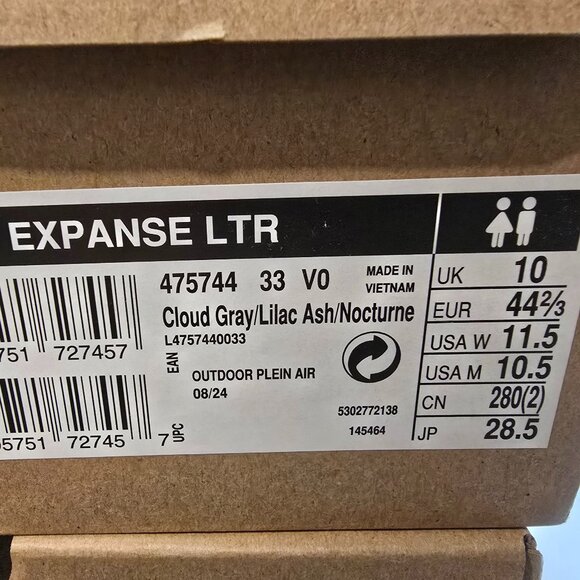 EXPANSE LTR
475744 33 V0
MADE IN
VIETNAM
Cloud Gray/Lilac Ash/Nocturne
L4757440033
5751 727457
EAN
OUTDOOR PLEIN AIR
08/24
5302772138
145464
5751 72745 7
UPC
UK 10
EUR 44⅔
USA W 11.5
USA M 10.5
CN 280(2)
JP 28.5